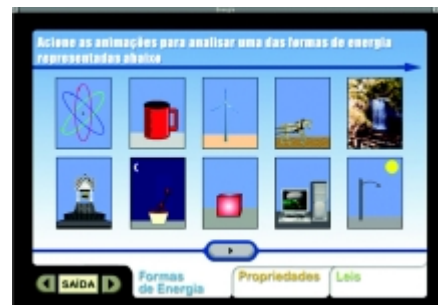 Acione as animações para analisar uma das formas de energia
representadas abaixo
SAÍDA
Formas
de Energia
Propriedades
Leis